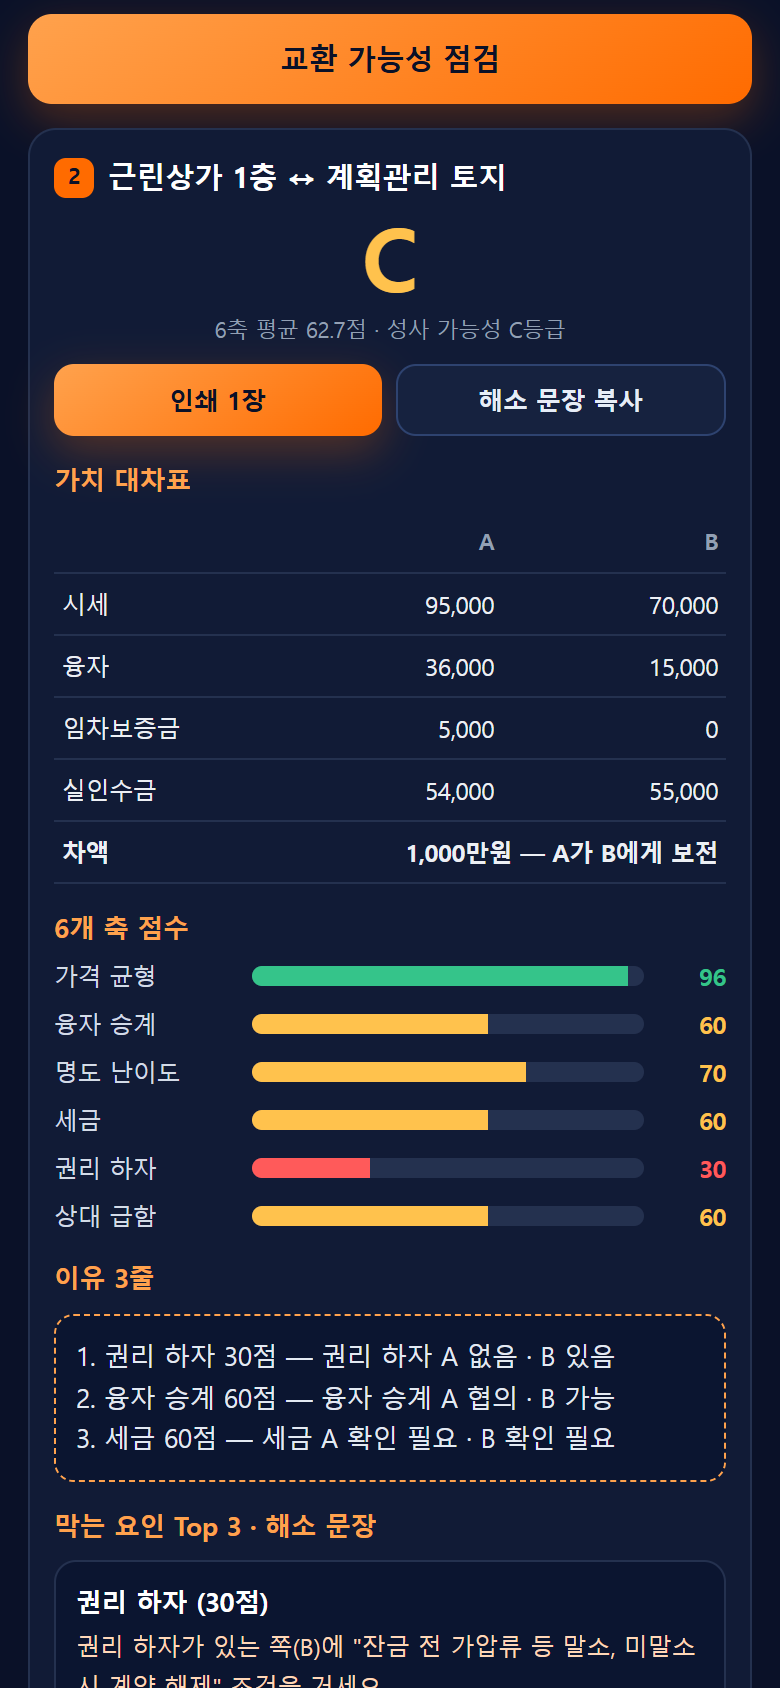 교환 가능성 점검
2 근린상가 1층 ↔ 계획관리 토지
C
6축 평균 62.7점 · 성사 가능성 C등급
인쇄 1장 해소 문장 복사
가치 대차표
A B
시세 95,000 70,000
융자 36,000 15,000
임차보증금 5,000 0
실인수금 54,000 55,000
차액 1,000만원 — A가 B에게 보전
6개 축 점수
가격 균형 96
융자 승계 60
명도 난이도 70
세금 60
권리 하자 30
상대 급함 60
이유 3줄
1. 권리 하자 30점 — 권리 하자 A 없음 · B 있음
2. 융자 승계 60점 — 융자 승계 A 협의 · B 가능
3. 세금 60점 — 세금 A 확인 필요 · B 확인 필요
막는 요인 Top 3 · 해소 문장
권리 하자 (30점)
권리 하자가 있는 쪽(B)에 "잔금 전 가압류 등 말소, 미말소
시 계약 해제" 조건을 거세요